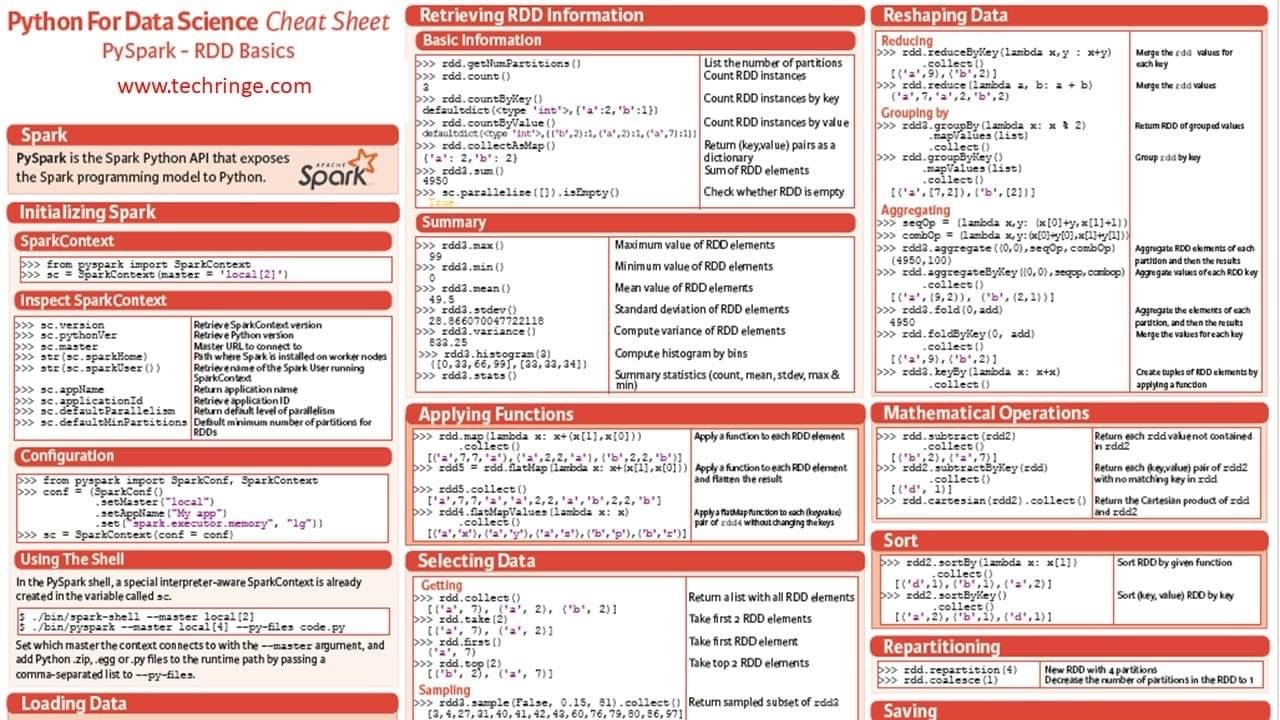 Python For Data Science Cheat Sheet
PySpark - RDD Basics
www.techringe.com
Spark
PySpark is the Spark Python API that exposes
the Spark programming model to Python.
APACHE
Spark
Initializing Spark
SparkContext
>>> from pyspark import SparkContext
>>> sc = SparkContext(master = 'local[2]')
Inspect SparkContext
>>> sc.version Retrieve SparkContext version
>>> sc.pythonVer Retrieve Python version
>>> sc.master Master URL to connect to
>>> str(sc.sparkHome) Path where Spark is installed on worker nodes
>>> str(sc.sparkUser()) Retrieve name of the Spark User running
SparkContext
>>> sc.appName Return application name
>>> sc.applicationId Retrieve application ID
>>> sc.defaultParallelism Return default level of parallelism
>>> sc.defaultMinPartitions Default minimum number of partitions for
RDDs
Configuration
>>> from pyspark import SparkConf, SparkContext
>>> conf = (SparkConf()
.setMaster("local")
.setAppName("My app")
.set("spark.executor.memory", "1g"))
>>> sc = SparkContext(conf = conf)
Using The Shell
In the PySpark shell, a special interpreter-aware SparkContext is already
created in the variable called sc.
$ ./bin/spark-shell --master local[2]
$ ./bin/pyspark --master local[4] --py-files code.py
Set which master the context connects to with the --master argument, and
add Python .zip, .egg or .py files to the runtime path by passing a
comma-separated list to --py-files.
Loading Data
Retrieving RDD Information
Basic Information
>>> rdd.getNumPartitions() List the number of partitions
>>> rdd.count() Count RDD instances
3
>>> rdd.countByKey() Count RDD instances by key
defaultdict(<type 'int'>,{'a':2,'b':1})
>>> rdd.countByValue() Count RDD instances by value
defaultdict(<type 'int'>,{('b',2):1,('a',2):1,('a',7):1})
>>> rdd.collectAsMap() Return (key,value) pairs as a
{'a': 2,'b': 2} dictionary
>>> rdd3.sum() Sum of RDD elements
4950
>>> sc.parallelize([]).isEmpty() Check whether RDD is empty
True
Summary
>>> rdd3.max() Maximum value of RDD elements
99
>>> rdd3.min() Minimum value of RDD elements
0
>>> rdd3.mean() Mean value of RDD elements
49.5
>>> rdd3.stdev() Standard deviation of RDD elements
28.866070047722118
>>> rdd3.variance() Compute variance of RDD elements
833.25
>>> rdd3.histogram(3) Compute histogram by bins
([0,33,66,99],[33,33,34])
>>> rdd3.stats() Summary statistics (count, mean, stdev, max &
min)
Applying Functions
>>> rdd.map(lambda x: x+(x[1],x[0])) Apply a function to each RDD element
.collect()
[('a',7,7,'a'),('a',2,2,'a'),('b',2,2,'b')]
>>> rdd5 = rdd.flatMap(lambda x: x+(x[1],x[0])) Apply a function to each RDD element
and flatten the result
>>> rdd5.collect()
['a',7,7,'a','a',2,2,'a','b',2,2,'b']
>>> rdd4.flatMapValues(lambda x: x) Apply a flatMap function to each (key,value)
.collect() pair of rdd4 without changing the keys
[('a','x'),('a','y'),('a','z'),('b','p'),('b','r')]
Selecting Data
Getting
>>> rdd.collect() Return a list with all RDD elements
[('a', 7), ('a', 2), ('b', 2)]
>>> rdd.take(2) Take first 2 RDD elements
[('a', 7), ('a', 2)]
>>> rdd.first() Take first RDD element
('a', 7)
>>> rdd.top(2) Take top 2 RDD elements
[('b', 2), ('a', 7)]
Sampling
>>> rdd3.sample(False, 0.15, 81).collect() Return sampled subset of rdd3
[3,4,27,31,40,41,42,43,60,76,79,80,86,97]
Reshaping Data
Reducing
>>> rdd.reduceByKey(lambda x,y : x+y) Merge the rdd values for
.collect() each key
[('a',9),('b',2)]
>>> rdd.reduce(lambda a, b: a + b) Merge the rdd values
('a',7,'a',2,'b',2)
Grouping by
>>> rdd3.groupBy(lambda x: x % 2) Return RDD of grouped values
.mapValues(list)
.collect()
>>> rdd.groupByKey() Group rdd by key
.mapValues(list)
.collect()
[('a',[7,2]),('b',[2])]
Aggregating
>>> seqOp = (lambda x,y: (x[0]+y,x[1]+1))
>>> combOp = (lambda x,y:(x[0]+y[0],x[1]+y[1]))
>>> rdd3.aggregate((0,0),seqOp,combOp) Aggregate RDD elements of each
(4950,100) partition and then the results
>>> rdd.aggregateByKey((0,0),seqop,combop) Aggregate values of each RDD key
.collect()
[('a',(9,2)), ('b',(2,1))]
>>> rdd3.fold(0,add) Aggregate the elements of each
4950 partition, and then the results
>>> rdd.foldByKey(0, add) Merge the values for each key
.collect()
[('a',9),('b',2)]
>>> rdd3.keyBy(lambda x: x+x) Create tuples of RDD elements by
.collect() applying a function
Mathematical Operations
>>> rdd.subtract(rdd2) Return each rdd value not contained
.collect() in rdd2
[('b',2),('a',7)]
>>> rdd2.subtractByKey(rdd) Return each (key,value) pair of rdd2
.collect() with no matching key in rdd
[('d', 1)]
>>> rdd.cartesian(rdd2).collect() Return the Cartesian product of rdd
and rdd2
Sort
>>> rdd2.sortBy(lambda x: x[1]) Sort RDD by given function
.collect()
[('d',1),('b',1),('a',2)]
>>> rdd2.sortByKey() Sort (key, value) RDD by key
.collect()
[('a',2),('b',1),('d',1)]
Repartitioning
>>> rdd.repartition(4) New RDD with 4 partitions
>>> rdd.coalesce(1) Decrease the number of partitions in the RDD to 1
Saving